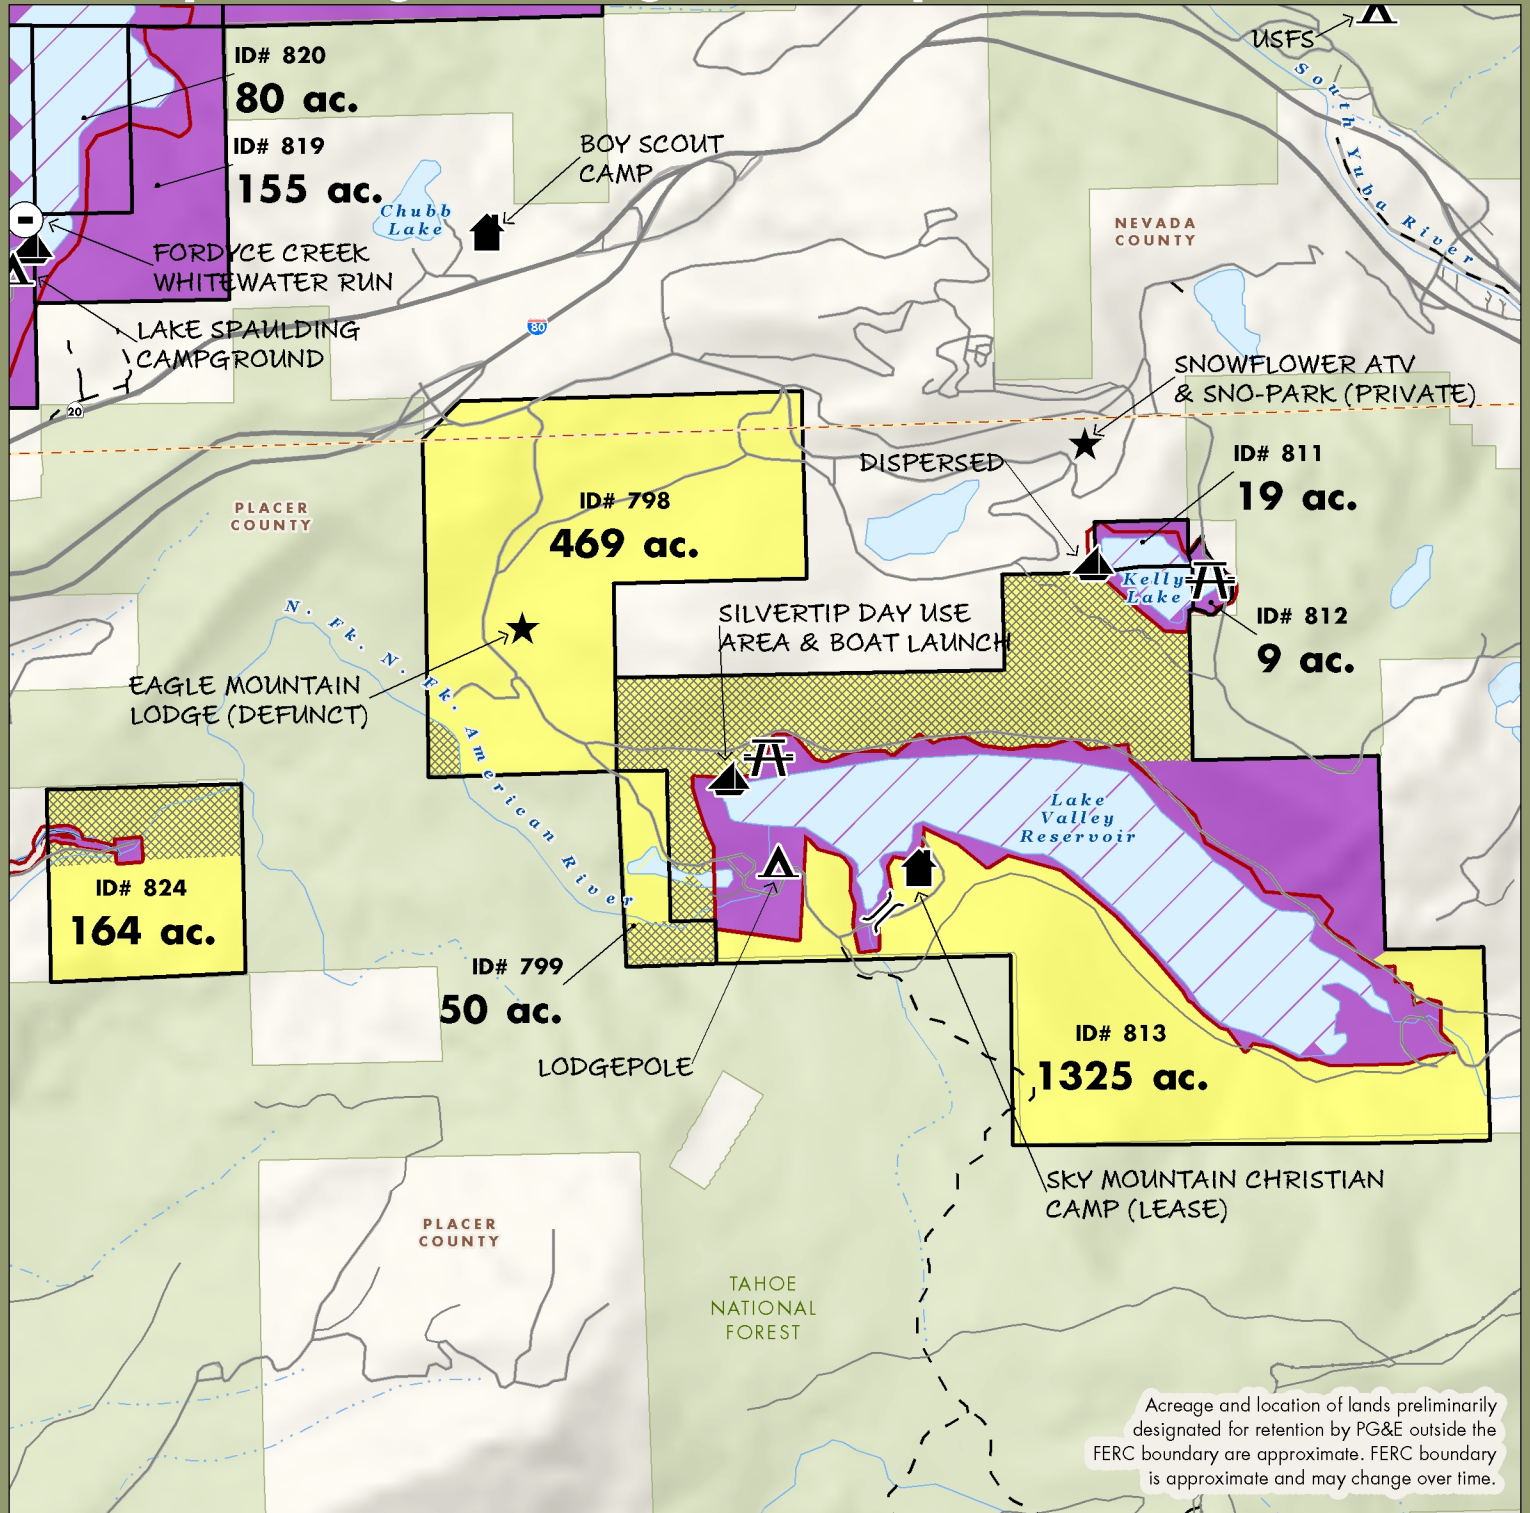 USFS
South Yuba River
ID# 820
80 ac.
ID# 819
155 ac.
BOY SCOUT
CAMP
Chubb
Lake
NEVADA
COUNTY
FORDYCE CREEK
WHITEWATER RUN
LAKE SPAULDING
CAMPGROUND
80
20
SNOWFLOWER ATV
& SNO-PARK (PRIVATE)
DISPERSED
ID# 811
19 ac.
PLACER
COUNTY
ID# 798
469 ac.
Kelly
Lake
N. Fk. N. Fk. American River
SILVERTIP DAY USE
AREA & BOAT LAUNCH
ID# 812
9 ac.
EAGLE MOUNTAIN
LODGE (DEFUNCT)
Lake
Valley
Reservoir
ID# 824
164 ac.
ID# 799
50 ac.
LODGEPOLE
ID# 813
1325 ac.
SKY MOUNTAIN CHRISTIAN
CAMP (LEASE)
PLACER
COUNTY
TAHOE
NATIONAL
FOREST
Acreage and location of lands preliminarily
designated for retention by PG&E outside the
FERC boundary are approximate. FERC boundary
is approximate and may change over time.